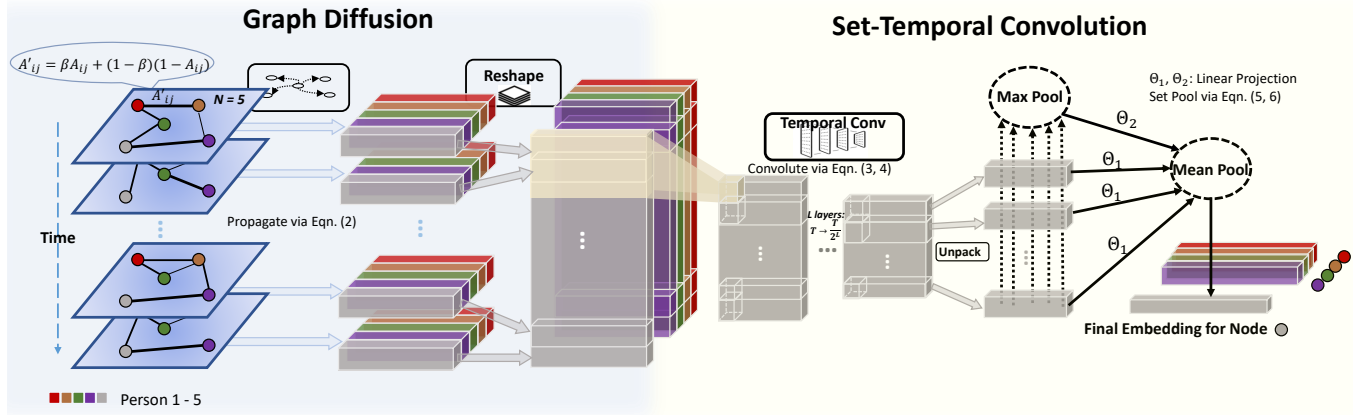 Graph Diffusion
Set-Temporal Convolution
A'ij = βAij + (1 − β)(1 − Aij)
A'ij
N = 5
Reshape
Propagate via Eqn. (2)
Time
Person 1 - 5
Temporal Conv
Convolute via Eqn. (3, 4)
L layers:
T → T/2^L
Unpack
Max Pool
Θ1, Θ2: Linear Projection
Set Pool via Eqn. (5, 6)
Θ2
Θ1
Θ1
Θ1
Mean Pool
Final Embedding for Node